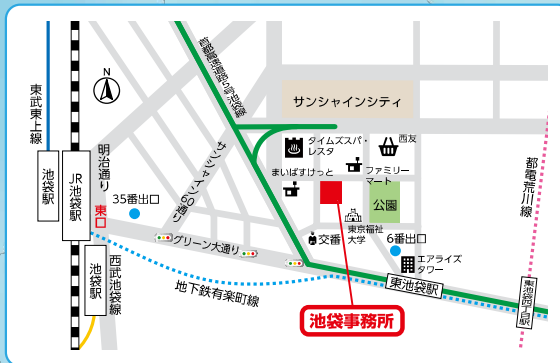 N
東武東上線
池袋駅
JR池袋駅
明治通り
東口
35番出口
池袋駅
西武池袋線
首都高速道路5号池袋線
サンシャイン60通り
グリーン大通り
地下鉄有楽町線
サンシャインシティ
タイムズスパ・
レスタ
西友
まいばすけっと
ファミリー
マート
公園
東京福祉
大学
交番
6番出口
エアライズ
タワー
東池袋駅
都電荒川線
東池袋四丁目駅
池袋事務所